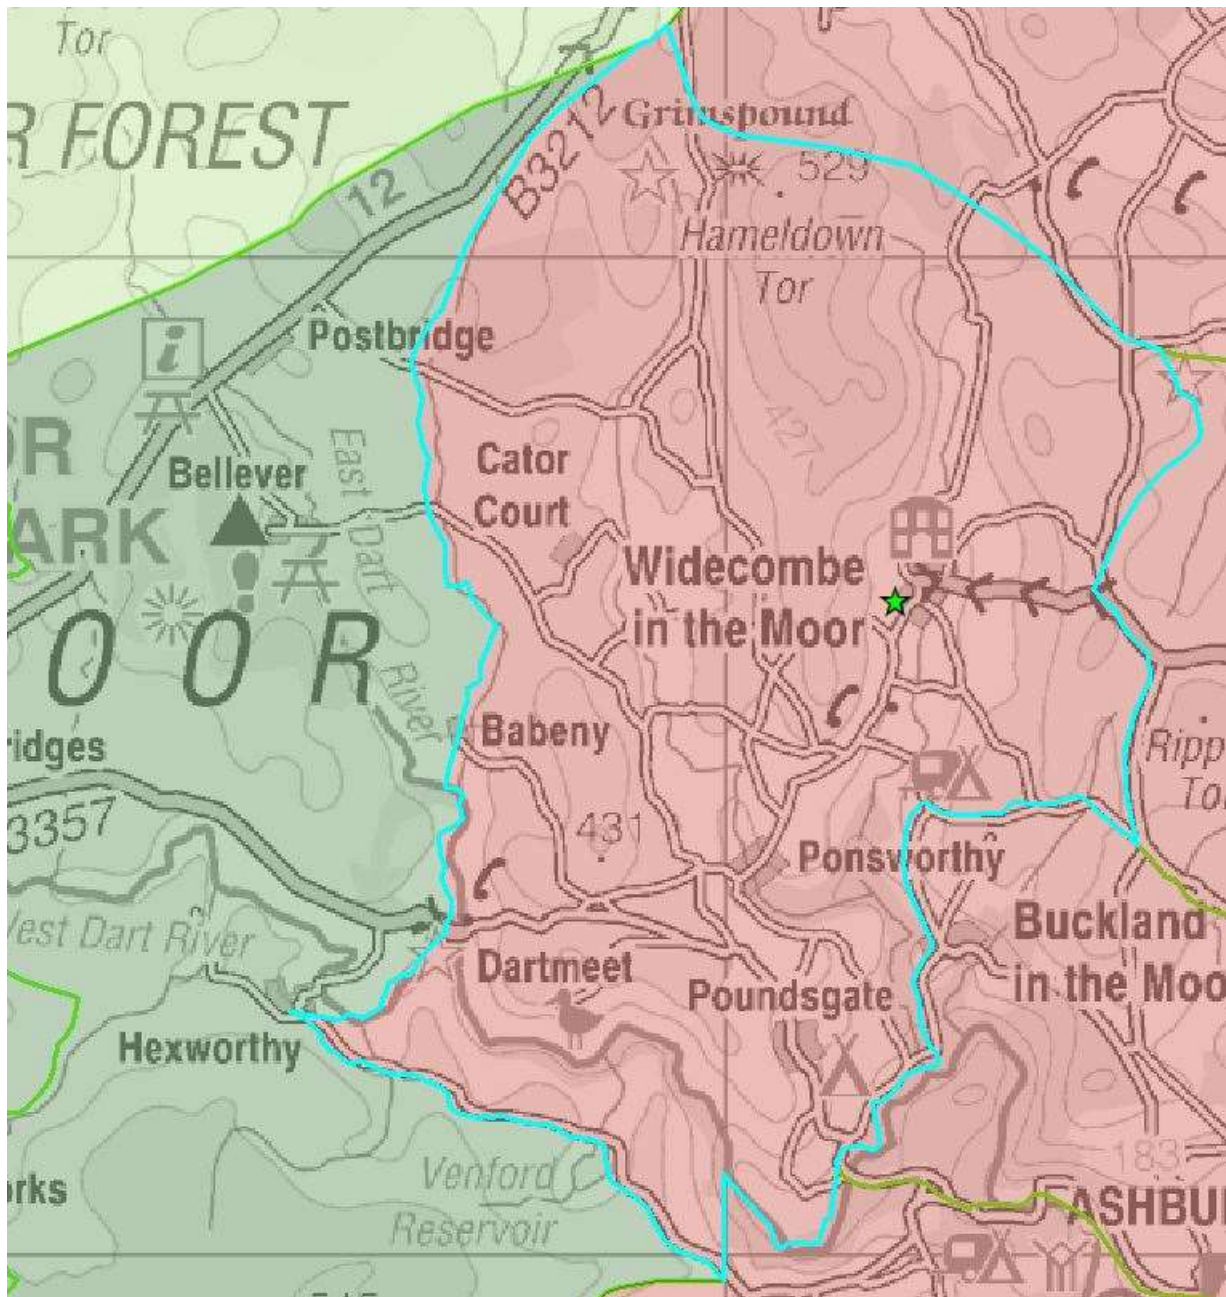 Tor
R FOREST
B3212
Grimspound
529
12
Hameldown
Tor
i
Postbridge
OR
Bellever
East Dart
Cator
Court
A27
ARK
Widecombe
in the Moor
O O R
River
ridges
Babeny
Ripp
Tor
3357
431
Ponsworthy
West Dart River
Buckland
in the Moo
Dartmeet
Poundsgate
Hexworthy
183
Venford
Reservoir
orks
ASHBU